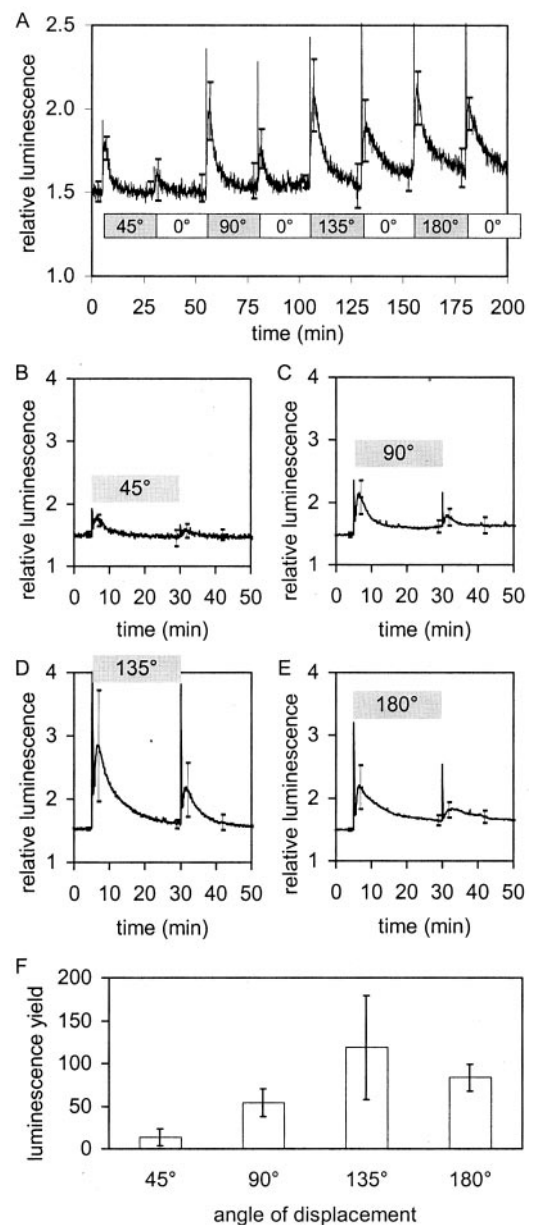 A
relative luminescence
2.5
2.0
1.5
1.0
45° 0° 90° 0° 135° 0° 180° 0°
0 25 50 75 100 125 150 175 200
time (min)
B
relative luminescence
4
3
2
1
45°
0 10 20 30 40 50
time (min)
C
relative luminescence
4
3
2
1
90°
0 10 20 30 40 50
time (min)
D
relative luminescence
4
3
2
1
135°
0 10 20 30 40 50
time (min)
E
relative luminescence
4
3
2
1
180°
0 10 20 30 40 50
time (min)
F
luminescence yield
200
150
100
50
0
45° 90° 135° 180°
angle of displacement